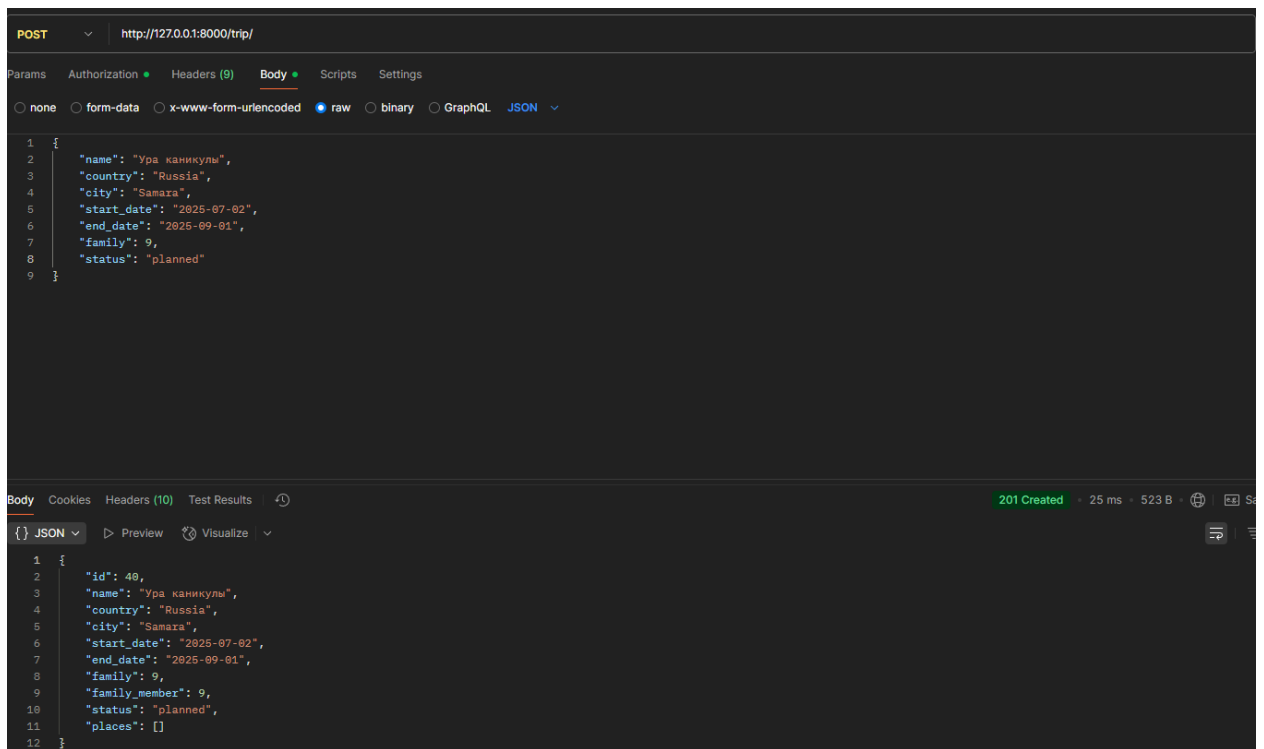 POST http://127.0.0.1:8000/trip/
Params Authorization Headers (9) Body Scripts Settings
none form-data x-www-form-urlencoded raw binary GraphQL JSON
1 {
2 "name": "Ура каникулы",
3 "country": "Russia",
4 "city": "Samara",
5 "start_date": "2025-07-02",
6 "end_date": "2025-09-01",
7 "family": 9,
8 "status": "planned"
9 }
Body Cookies Headers (10) Test Results 201 Created 25 ms 523 B e.g. Sa
{} JSON Preview Visualize
1 {
2 "id": 40,
3 "name": "Ура каникулы",
4 "country": "Russia",
5 "city": "Samara",
6 "start_date": "2025-07-02",
7 "end_date": "2025-09-01",
8 "family": 9,
9 "family_member": 9,
10 "status": "planned",
11 "places": []
12 }